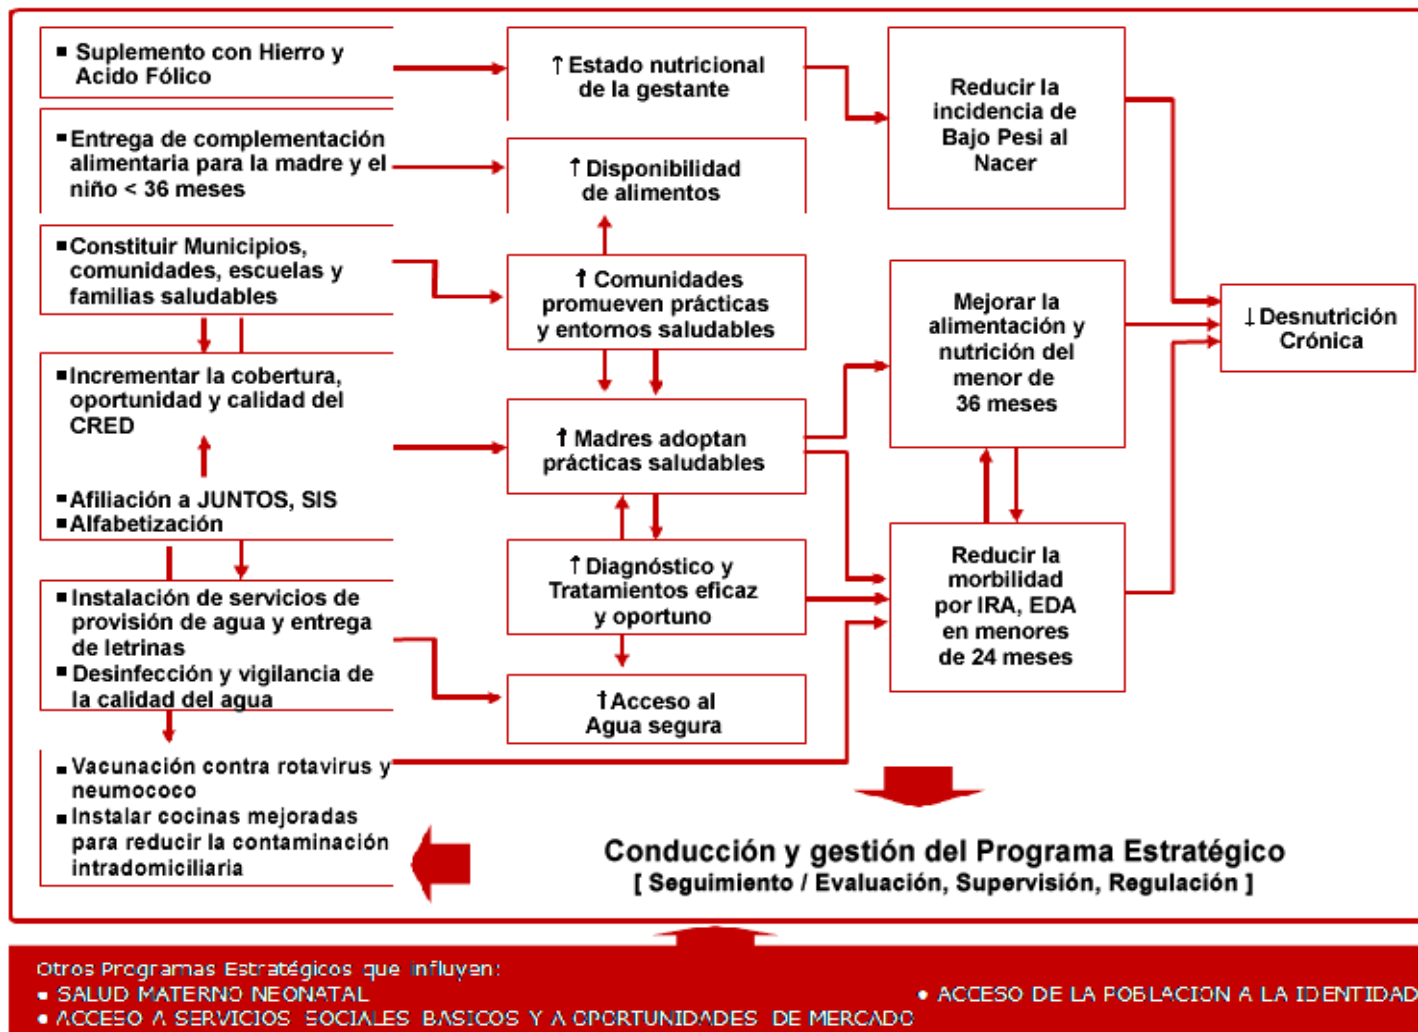 ▪ Suplemento con Hierro y
Acido Fólico
▪ Entrega de complementación
alimentaria para la madre y el
niño < 36 meses
▪ Constituir Municipios,
comunidades, escuelas y
familias saludables
▪ Incrementar la cobertura,
oportunidad y calidad del
CRED
▪ Afiliación a JUNTOS, SIS
▪ Alfabetización
▪ Instalación de servicios de
provisión de agua y entrega
de letrinas
▪ Desinfección y vigilancia de
la calidad del agua
▪ Vacunación contra rotavirus y
neumococo
▪ Instalar cocinas mejoradas
para reducir la contaminación
intradomiciliaria
↑ Estado nutricional
de la gestante
↑ Disponibilidad
de alimentos
↑ Comunidades
promueven prácticas
y entornos saludables
↑ Madres adoptan
prácticas saludables
↑ Diagnóstico y
Tratamientos eficaz
y oportuno
↑ Acceso al
Agua segura
Reducir la
incidencia de
Bajo Pesi al
Nacer
Mejorar la
alimentación y
nutrición del
menor de
36 meses
Reducir la
morbilidad
por IRA, EDA
en menores
de 24 meses
↓ Desnutrición
Crónica
Conducción y gestión del Programa Estratégico
[ Seguimiento / Evaluación, Supervisión, Regulación ]
Otros Programas Estratégicos que influyen:
• SALUD MATERNO NEONATAL
• ACCESO DE LA POBLACION A LA IDENTIDAD
• ACCESO A SERVICIOS SOCIALES BASICOS Y A OPORTUNIDADES DE MERCADO